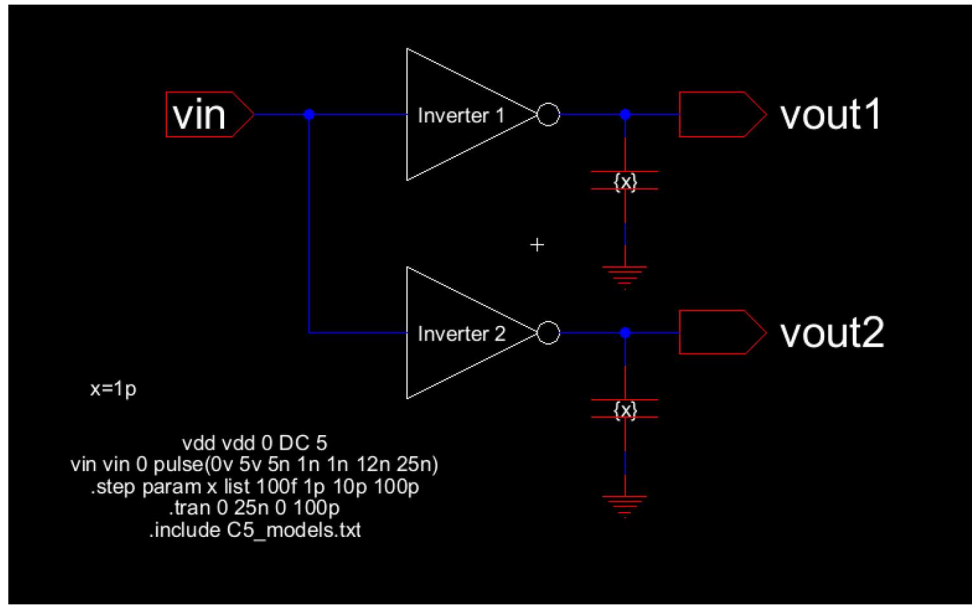 vin
Inverter 1
vout1
{x}
Inverter 2
vout2
{x}
x=1p
vdd vdd 0 DC 5
vin vin 0 pulse(0v 5v 5n 1n 1n 12n 25n)
.step param x list 100f 1p 10p 100p
.tran 0 25n 0 100p
.include C5_models.txt